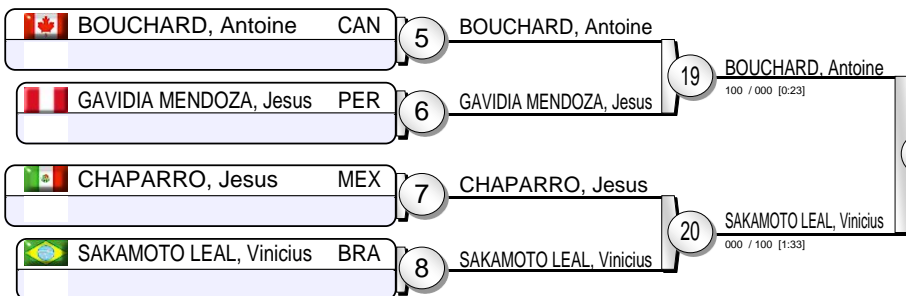 BOUCHARD, Antoine CAN
5
BOUCHARD, Antoine
19
BOUCHARD, Antoine
100 / 000 [0:23]
GAVIDIA MENDOZA, Jesus PER
6
GAVIDIA MENDOZA, Jesus
CHAPARRO, Jesus MEX
7
CHAPARRO, Jesus
20
SAKAMOTO LEAL, Vinicius
000 / 100 [1:33]
SAKAMOTO LEAL, Vinicius BRA
8
SAKAMOTO LEAL, Vinicius